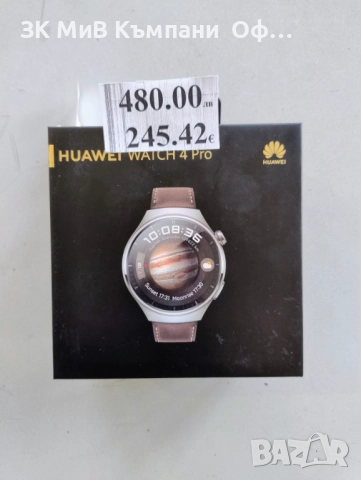 ЗК МиВ Къмпани Оф...
480.00лв
245.42€
HUAWEI WATCH 4 Pro
HUAWEI
10:08:36
Sunset 17:31, Moonrise 17:30
BAZAR